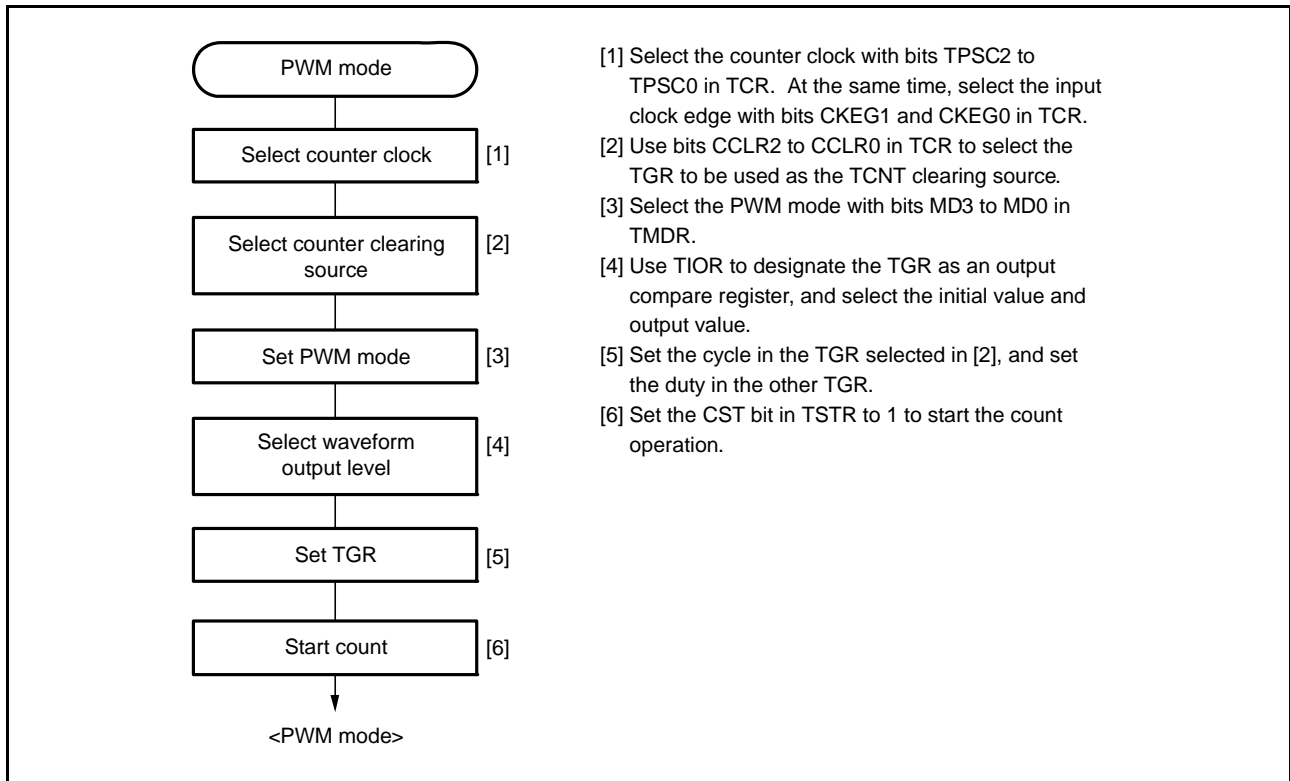 PWM mode
Select counter clock
[1]
Select counter clearing
source
[2]
Set PWM mode
[3]
Select waveform
output level
[4]
Set TGR
[5]
Start count
[6]
<PWM mode>
[1] Select the counter clock with bits TPSC2 to
TPSC0 in TCR.  At the same time, select the input
clock edge with bits CKEG1 and CKEG0 in TCR.
[2] Use bits CCLR2 to CCLR0 in TCR to select the
TGR to be used as the TCNT clearing source.
[3] Select the PWM mode with bits MD3 to MD0 in
TMDR.
[4] Use TIOR to designate the TGR as an output
compare register, and select the initial value and
output value.
[5] Set the cycle in the TGR selected in [2], and set
the duty in the other TGR.
[6] Set the CST bit in TSTR to 1 to start the count
operation.